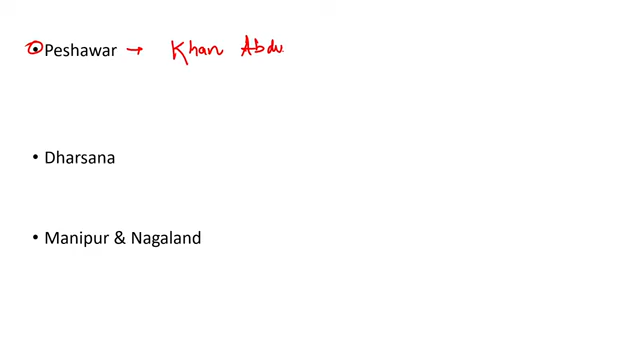 • Peshawar → Khan Abdu
• Dharsana
• Manipur & Nagaland